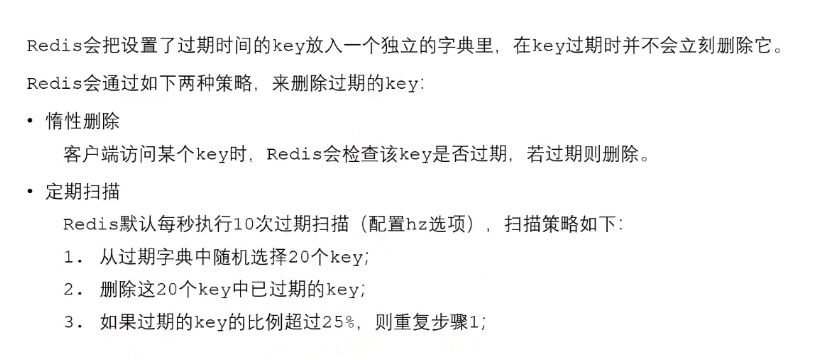 Redis会把设置了过期时间的key放入一个独立的字典里，在key过期时并不会立刻删除它。
Redis会通过如下两种策略，来删除过期的key：
• 惰性删除
客户端访问某个key时，Redis会检查该key是否过期，若过期则删除。
• 定期扫描
Redis默认每秒执行10次过期扫描（配置hz选项），扫描策略如下：
1. 从过期字典中随机选择20个key；
2. 删除这20个key中已过期的key；
3. 如果过期的key的比例超过25%，则重复步骤1；